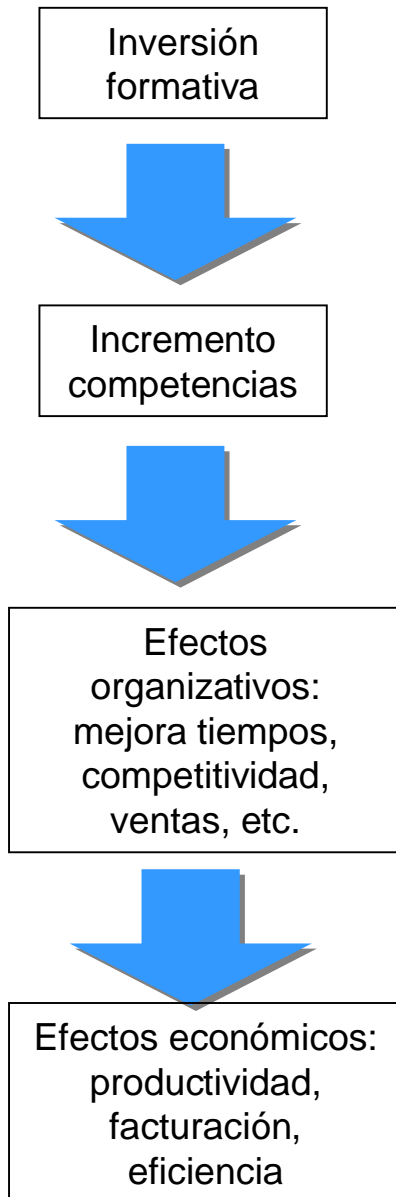 Inversión
formativa
Incremento
competencias
Efectos
organizativos:
mejora tiempos,
competitividad,
ventas, etc.
Efectos económicos:
productividad,
facturación,
eficiencia